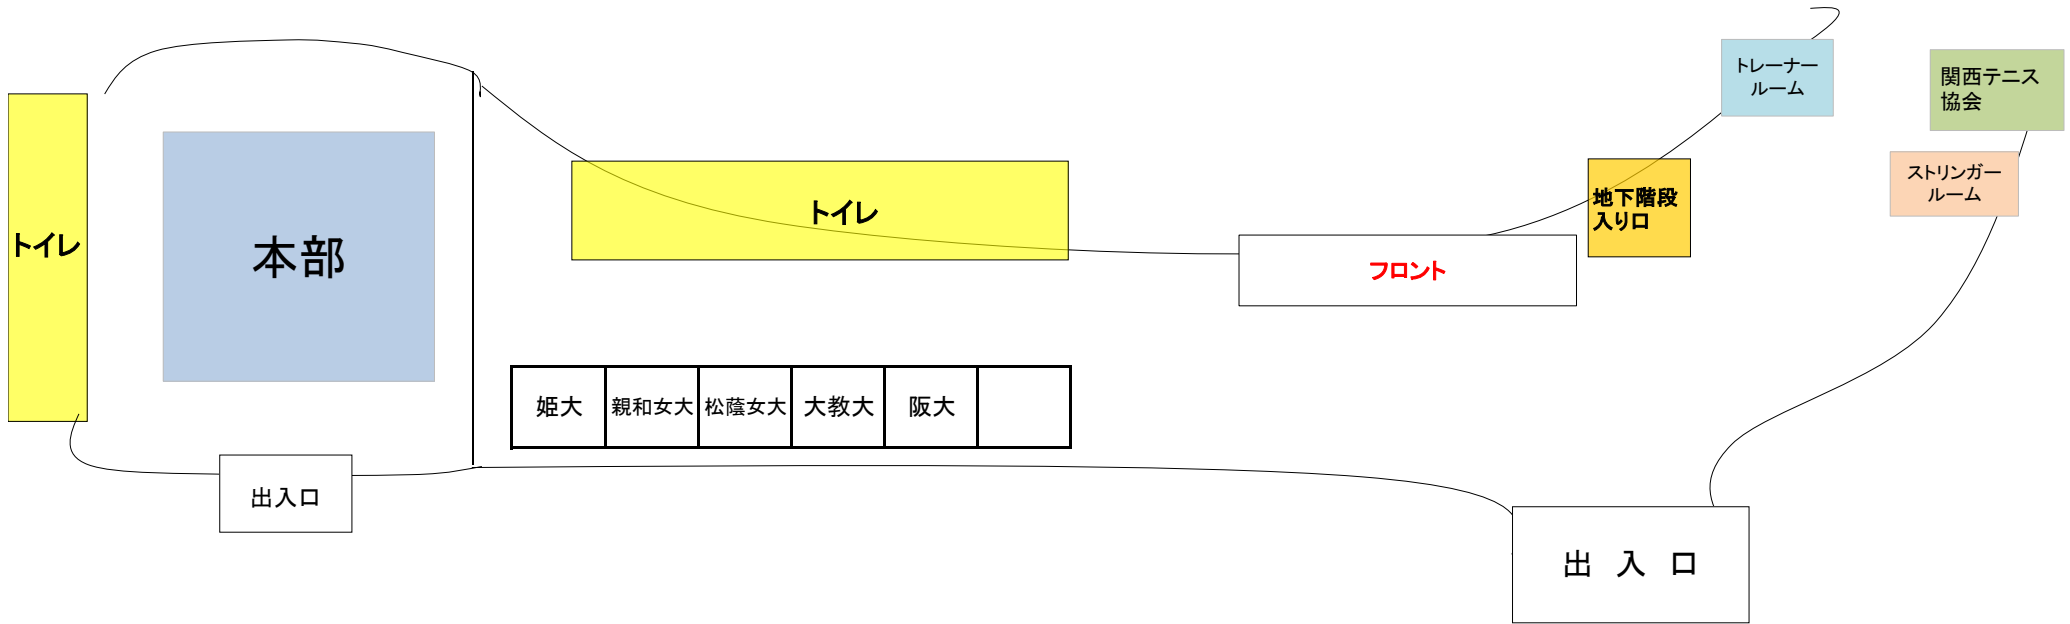 トレーナー
ルーム
関西テニス
協会
トイレ
本部
トイレ
地下階段
入り口
ストリンガー
ルーム
フロント
姫大
親和女大
松蔭女大
大教大
阪大
出入口
出　入　口